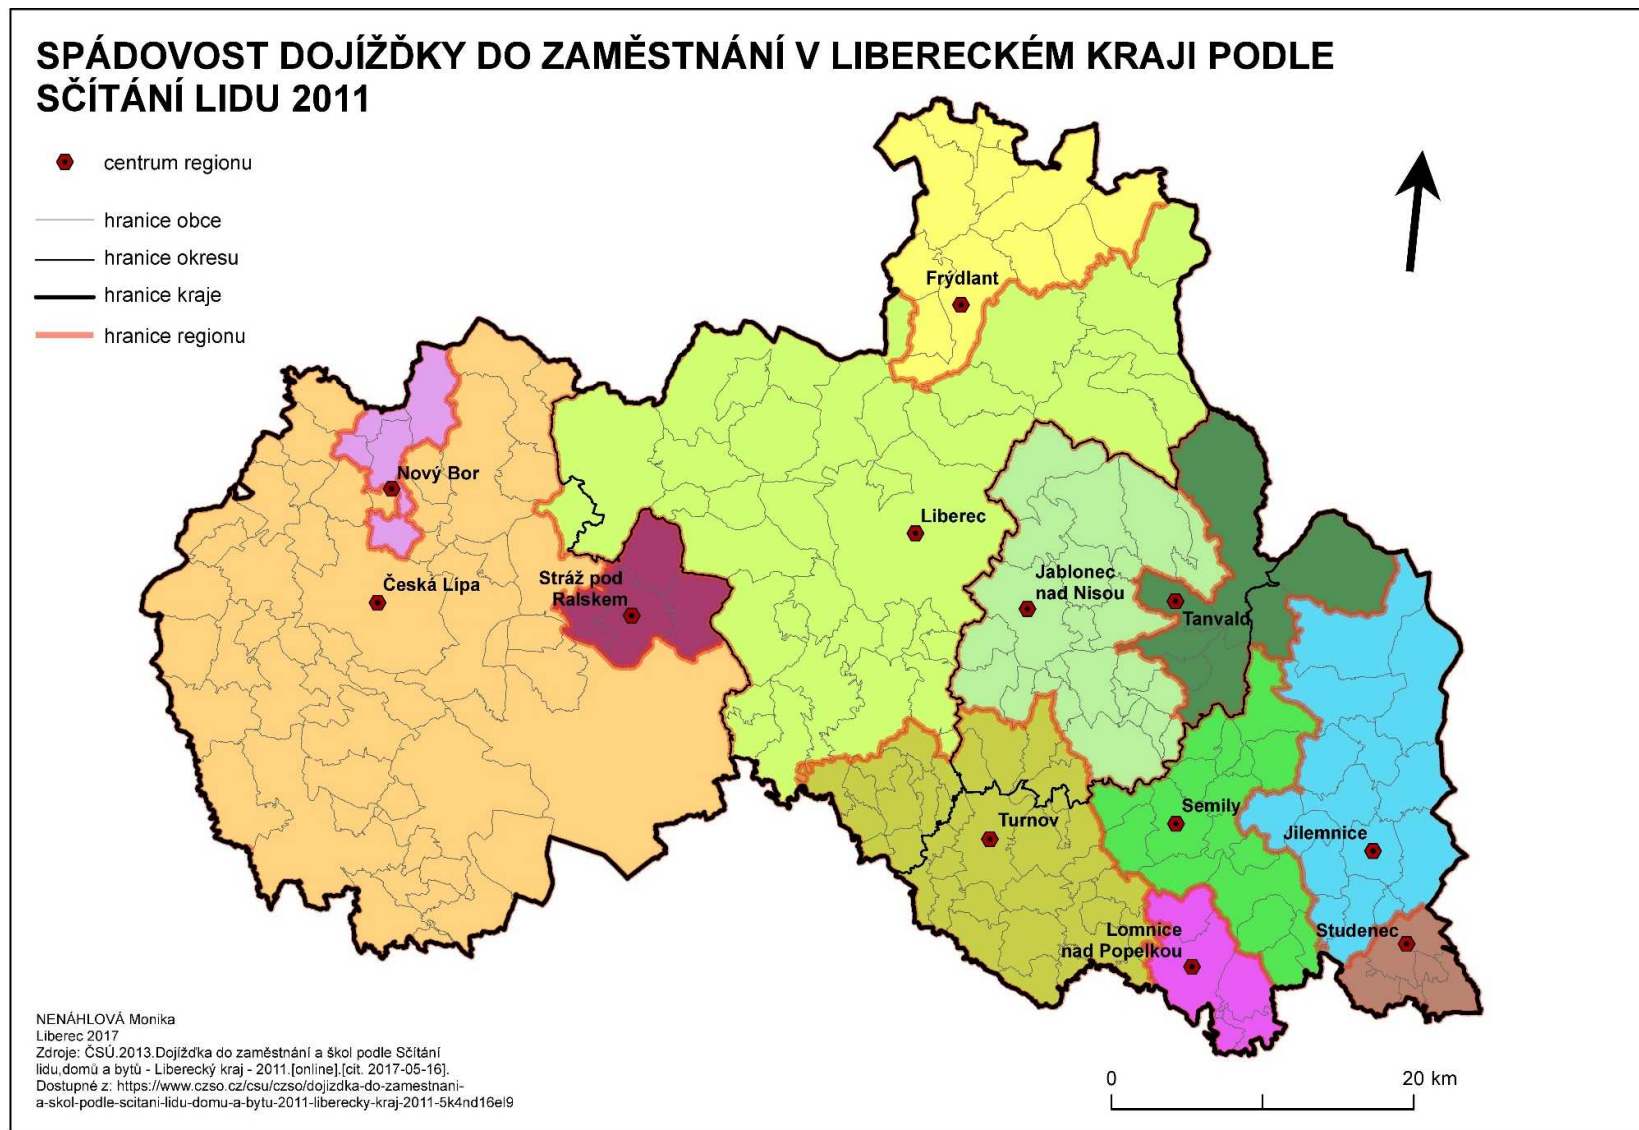 SPÁDOVOST DOJÍŽĎKY DO ZAMĚSTNÁNÍ V LIBERECKÉM KRAJI PODLE
SČÍTÁNÍ LIDU 2011
centrum regionu
hranice obce
hranice okresu
hranice kraje
hranice regionu
Frýdlant
Nový Bor
Liberec
Česká Lípa
Stráž pod
Ralskem
Jablonec
nad Nisou
Tanvald
Semily
Turnov
Jilemnice
Lomnice
nad Popelkou
Studenec
NENÁHLOVÁ Monika
Liberec 2017
Zdroje: ČSÚ.2013.Dojížďka do zaměstnání a škol podle Sčítání
lidu,domů a bytů - Liberecký kraj - 2011.[online].[cit. 2017-05-16].
Dostupné z: https://www.czso.cz/csu/czso/dojizdka-do-zamestnani-
a-skol-podle-scitani-lidu-domu-a-bytu-2011-liberecky-kraj-2011-5k4nd16el9
0 20 km